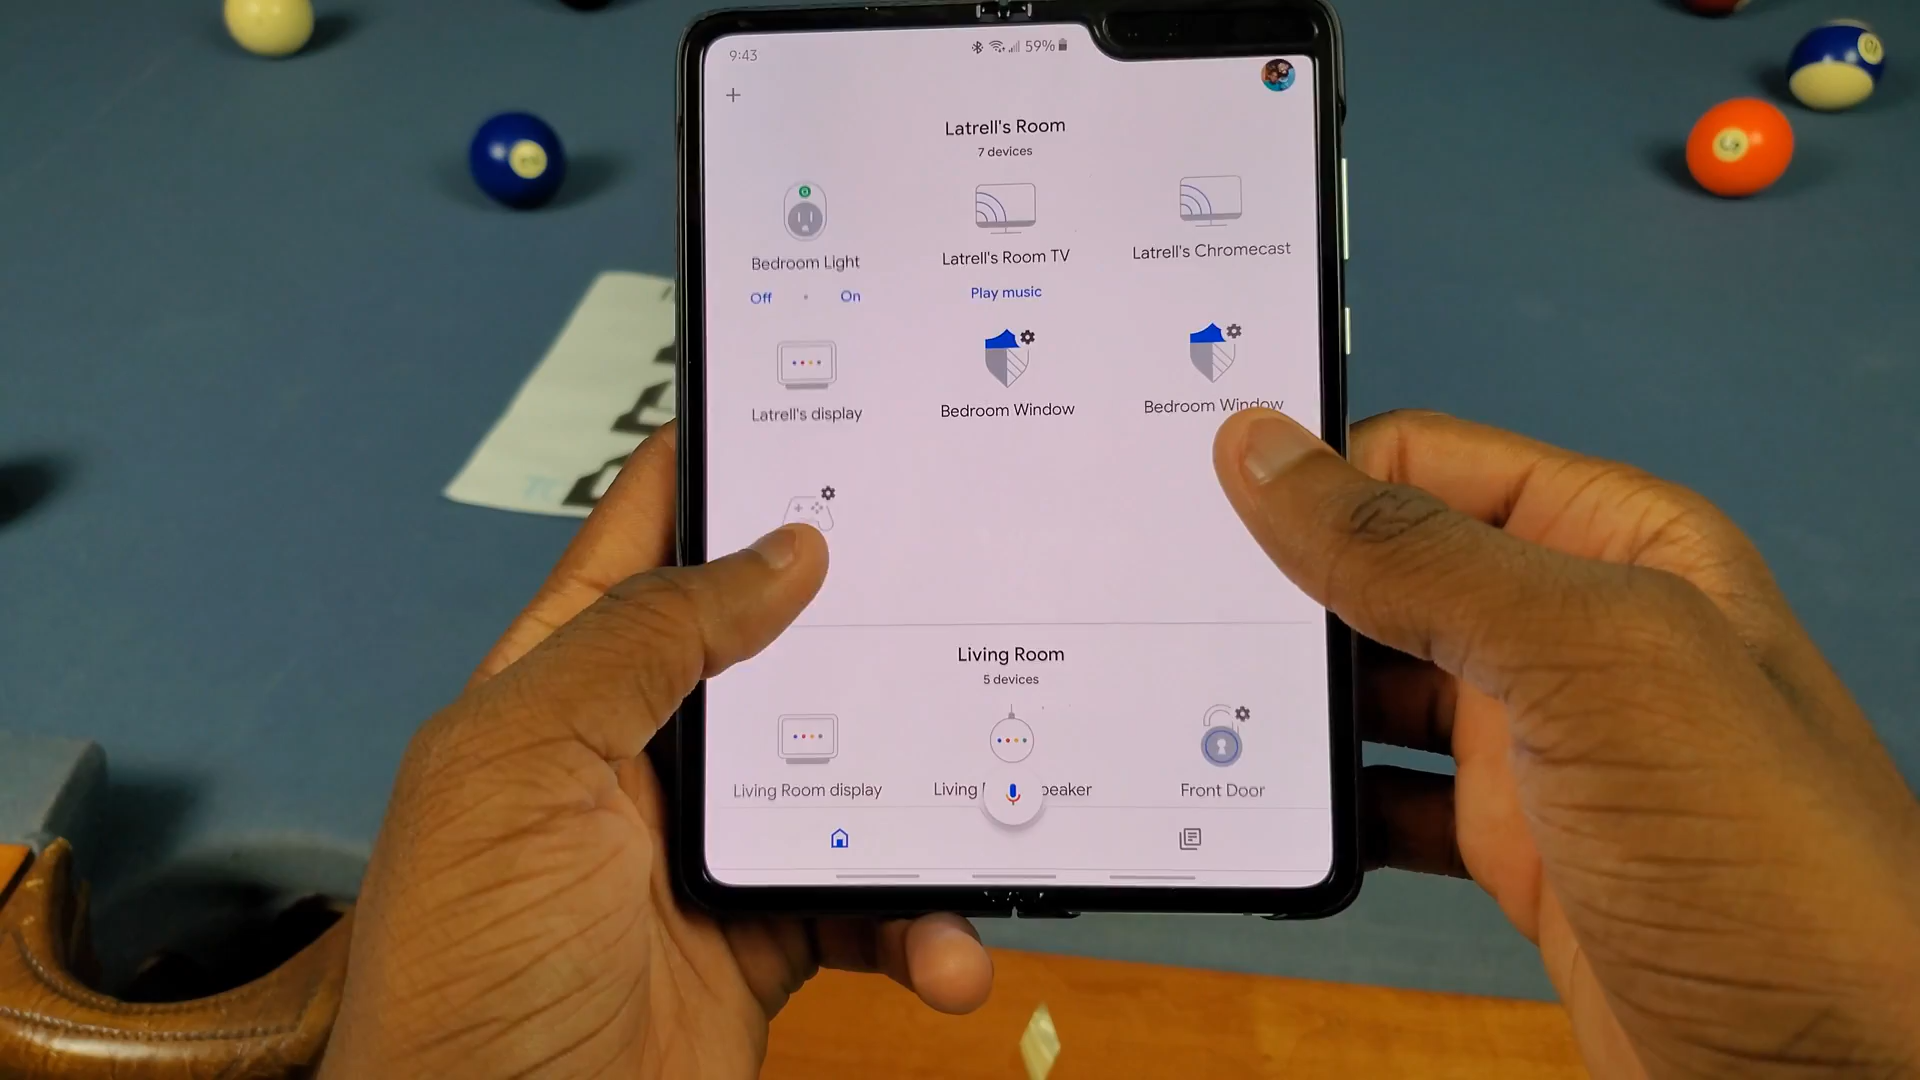 9:43
59%
Latrell's Room
7 devices
Bedroom Light
Latrell's Room TV
Latrell's Chromecast
Off
On
Play music
Latrell's display
Bedroom Window
Bedroom Window
Living Room
5 devices
Living Room display
Living
peaker
Front Door